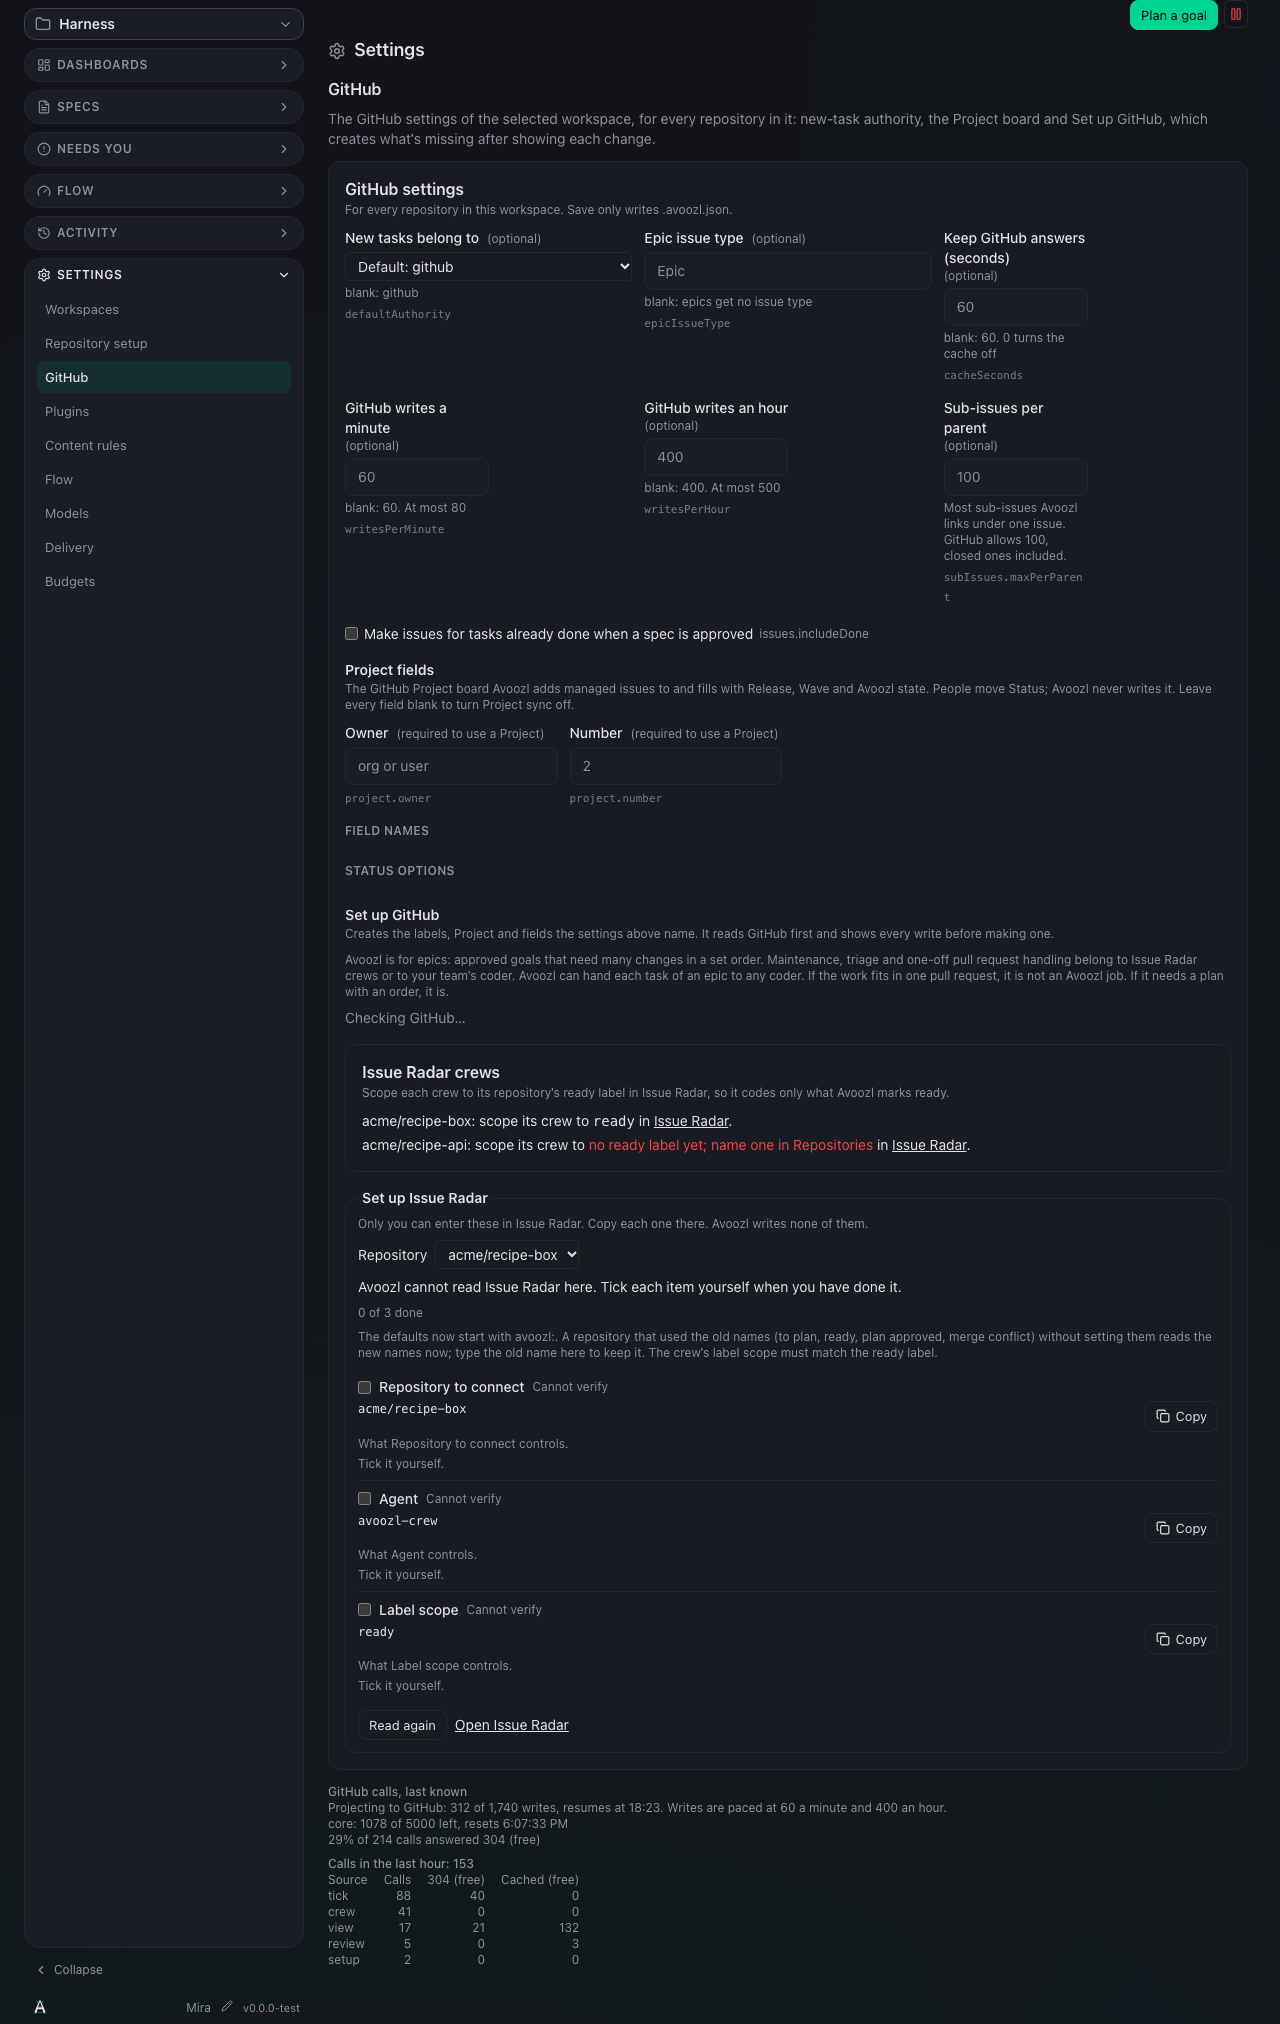 Harness
DASHBOARDS
SPECS
NEEDS YOU
FLOW
ACTIVITY
SETTINGS
Workspaces
Repository setup
GitHub
Plugins
Content rules
Flow
Models
Delivery
Budgets
Collapse
Mira v0.0.0-test
Plan a goal
Settings
GitHub
The GitHub settings of the selected workspace, for every repository in it: new-task authority, the Project board and Set up GitHub, which
creates what's missing after showing each change.
GitHub settings
For every repository in this workspace. Save only writes .avoozl.json.
New tasks belong to (optional)
Default: github
blank: github
defaultAuthority
Epic issue type (optional)
Epic
blank: epics get no issue type
epicIssueType
Keep GitHub answers
(seconds)
(optional)
60
blank: 60. 0 turns the
cache off
cacheSeconds
GitHub writes a
minute
(optional)
60
blank: 60. At most 80
writesPerMinute
GitHub writes an hour
(optional)
400
blank: 400. At most 500
writesPerHour
Sub-issues per
parent
(optional)
100
Most sub-issues Avoozl
links under one issue.
GitHub allows 100,
closed ones included.
subIssues.maxPerParen
t
Make issues for tasks already done when a spec is approved issues.includeDone
Project fields
The GitHub Project board Avoozl adds managed issues to and fills with Release, Wave and Avoozl state. People move Status; Avoozl never writes it. Leave
every field blank to turn Project sync off.
Owner (required to use a Project)
org or user
project.owner
Number (required to use a Project)
2
project.number
FIELD NAMES
STATUS OPTIONS
Set up GitHub
Creates the labels, Project and fields the settings above name. It reads GitHub first and shows every write before making one.
Avoozl is for epics: approved goals that need many changes in a set order. Maintenance, triage and one-off pull request handling belong to Issue Radar
crews or to your team's coder. Avoozl can hand each task of an epic to any coder. If the work fits in one pull request, it is not an Avoozl job. If it needs a plan
with an order, it is.
Checking GitHub…
Issue Radar crews
Scope each crew to its repository's ready label in Issue Radar, so it codes only what Avoozl marks ready.
acme/recipe-box: scope its crew to ready in Issue Radar.
acme/recipe-api: scope its crew to no ready label yet; name one in Repositories in Issue Radar.
Set up Issue Radar
Only you can enter these in Issue Radar. Copy each one there. Avoozl writes none of them.
Repository acme/recipe-box
Avoozl cannot read Issue Radar here. Tick each item yourself when you have done it.
0 of 3 done
The defaults now start with avoozl:. A repository that used the old names (to plan, ready, plan approved, merge conflict) without setting them reads the
new names now; type the old name here to keep it. The crew's label scope must match the ready label.
Repository to connect Cannot verify
acme/recipe-box
Copy
What Repository to connect controls.
Tick it yourself.
Agent Cannot verify
avoozl-crew
Copy
What Agent controls.
Tick it yourself.
Label scope Cannot verify
ready
Copy
What Label scope controls.
Tick it yourself.
Read again Open Issue Radar
GitHub calls, last known
Projecting to GitHub: 312 of 1,740 writes, resumes at 18:23. Writes are paced at 60 a minute and 400 an hour.
core: 1078 of 5000 left, resets 6:07:33 PM
29% of 214 calls answered 304 (free)
Calls in the last hour: 153
Source Calls 304 (free) Cached (free)
tick 88 40 0
crew 41 0 0
view 17 21 132
review 5 0 3
setup 2 0 0